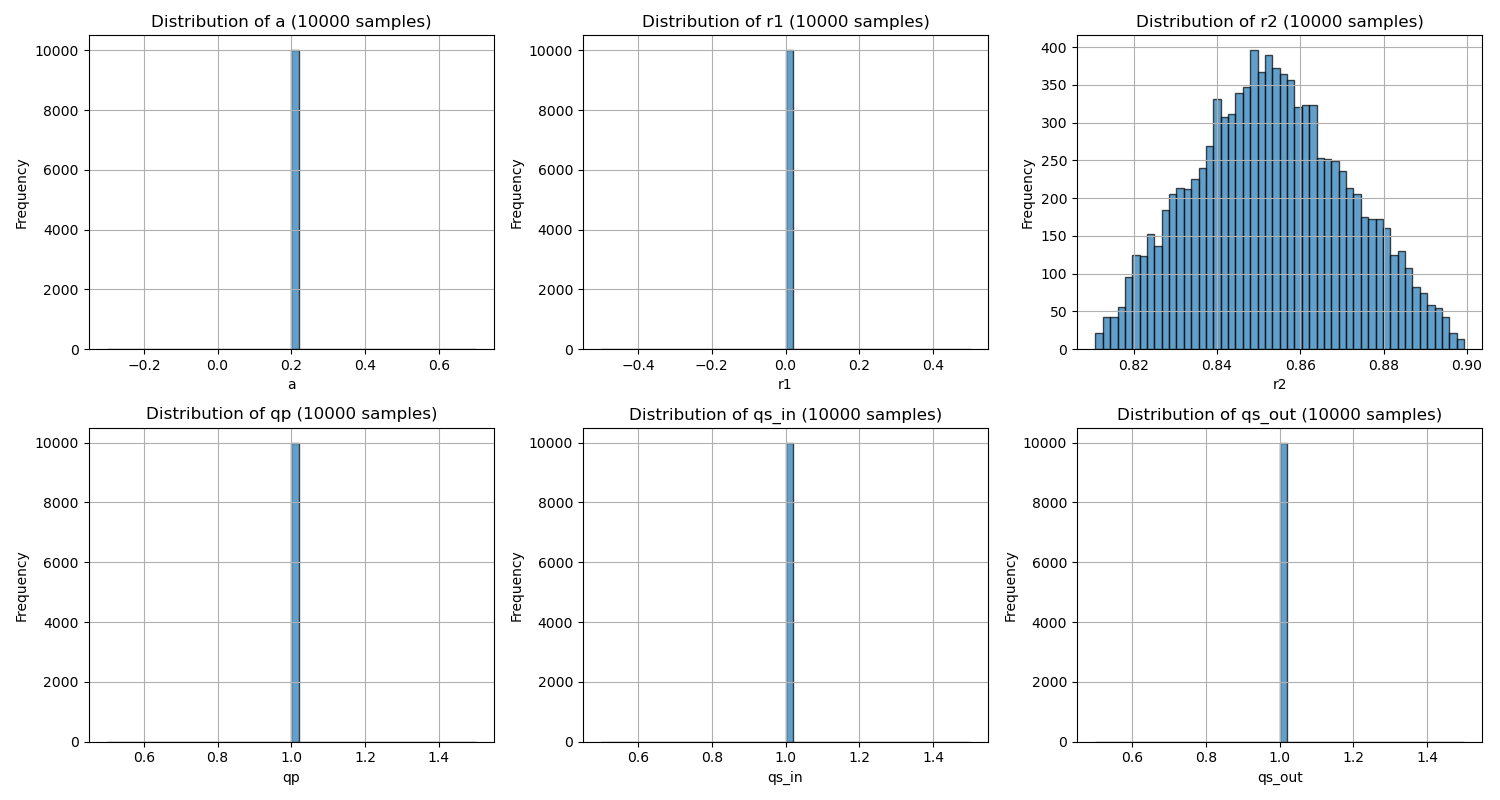 Distribution of a (10000 samples)
Frequency
10000
8000
6000
4000
2000
0
−0.2 0.0 0.2 0.4 0.6
a
Distribution of r1 (10000 samples)
Frequency
10000
8000
6000
4000
2000
0
−0.4 −0.2 0.0 0.2 0.4
r1
Distribution of r2 (10000 samples)
Frequency
400
350
300
250
200
150
100
50
0
0.82 0.84 0.86 0.88 0.90
r2
Distribution of qp (10000 samples)
Frequency
10000
8000
6000
4000
2000
0
0.6 0.8 1.0 1.2 1.4
qp
Distribution of qs_in (10000 samples)
Frequency
10000
8000
6000
4000
2000
0
0.6 0.8 1.0 1.2 1.4
qs_in
Distribution of qs_out (10000 samples)
Frequency
10000
8000
6000
4000
2000
0
0.6 0.8 1.0 1.2 1.4
qs_out